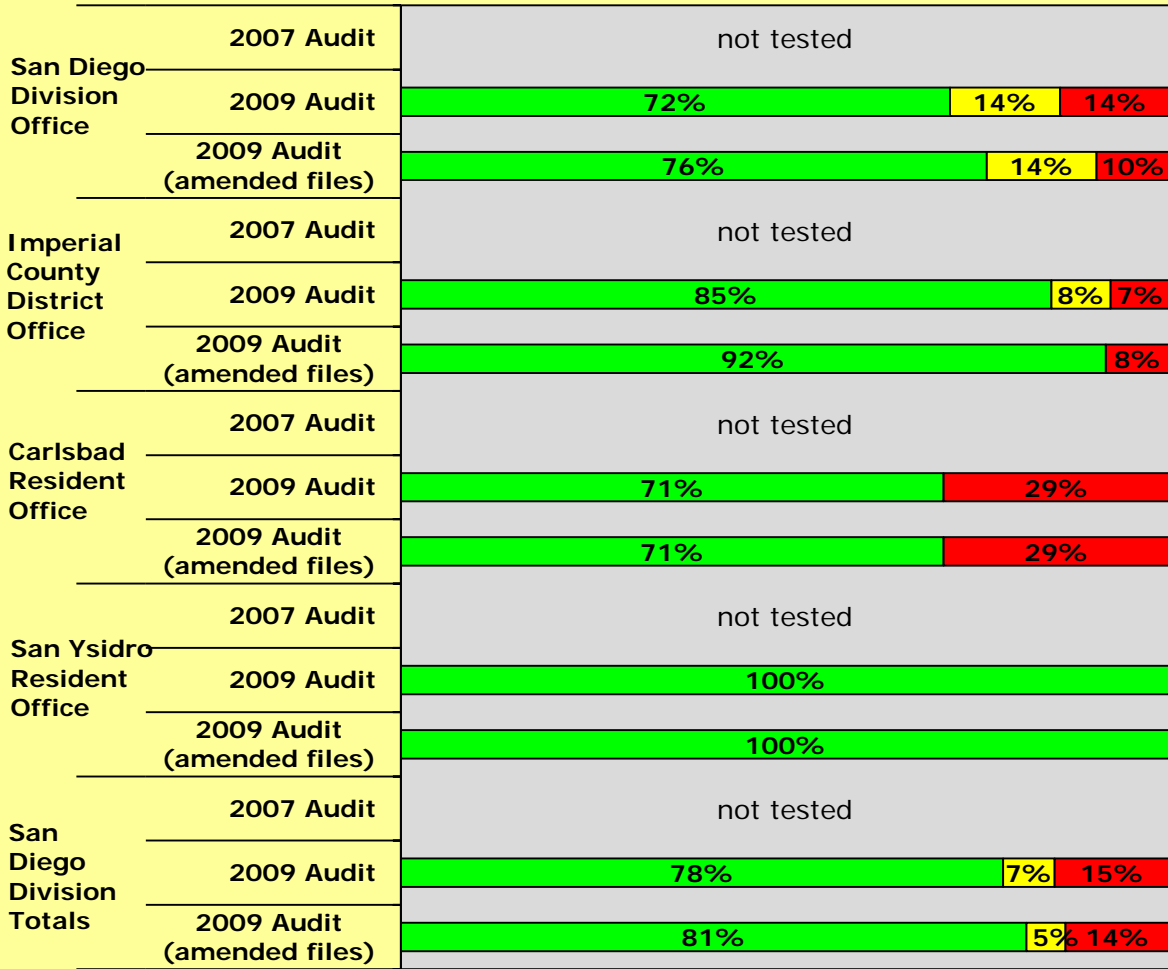 San Diego Division Office
2007 Audit
not tested
2009 Audit
72% 14% 14%
2009 Audit
(amended files)
76% 14% 10%
Imperial County District Office
2007 Audit
not tested
2009 Audit
85% 8% 7%
2009 Audit
(amended files)
92% 8%
Carlsbad Resident Office
2007 Audit
not tested
2009 Audit
71% 29%
2009 Audit
(amended files)
71% 29%
San Ysidro Resident Office
2007 Audit
not tested
2009 Audit
100%
2009 Audit
(amended files)
100%
San Diego Division Totals
2007 Audit
not tested
2009 Audit
78% 7% 15%
2009 Audit
(amended files)
81% 5% 14%